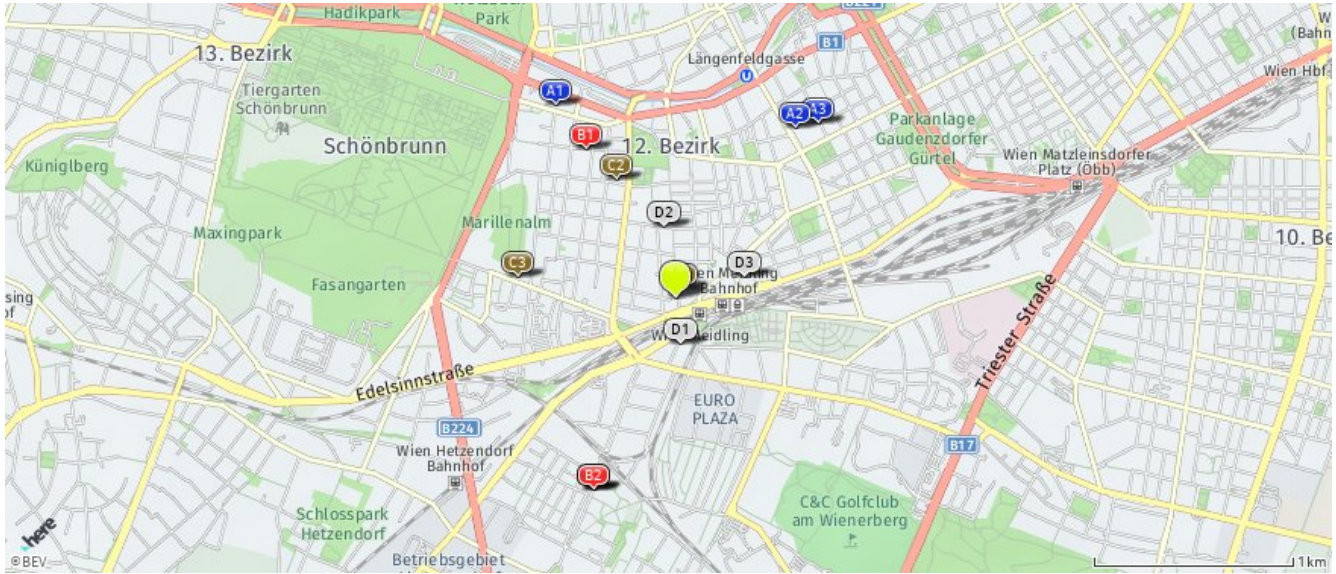 Hadikpark
Park
B221
13. Bezirk
B1
Längenfeldgasse
U
W
(Bahn
Wien Hbf
Tiergarten
Schönbrunn
A1
A2
A3
Parkanlage
Gaudenzdorfer
Gürtel
B1
Schönbrunn
12. Bezirk
Wien Matzleinsdorfer
Platz (Öbb)
Küniglberg
C2
Marillenalm
D2
Maxingpark
10. Be
C3
D3
Fasangarten
Bahnhof
sing
of
D1
Triester Straße
Edelsinnstraße
EURO
PLAZA
B224
B17
Wien Hetzendorf
Bahnhof
B2
C&C Golfclub
am Wienerberg
Schlosspark
Hetzendorf
here
©BEV
Betriebsgebiet
1km